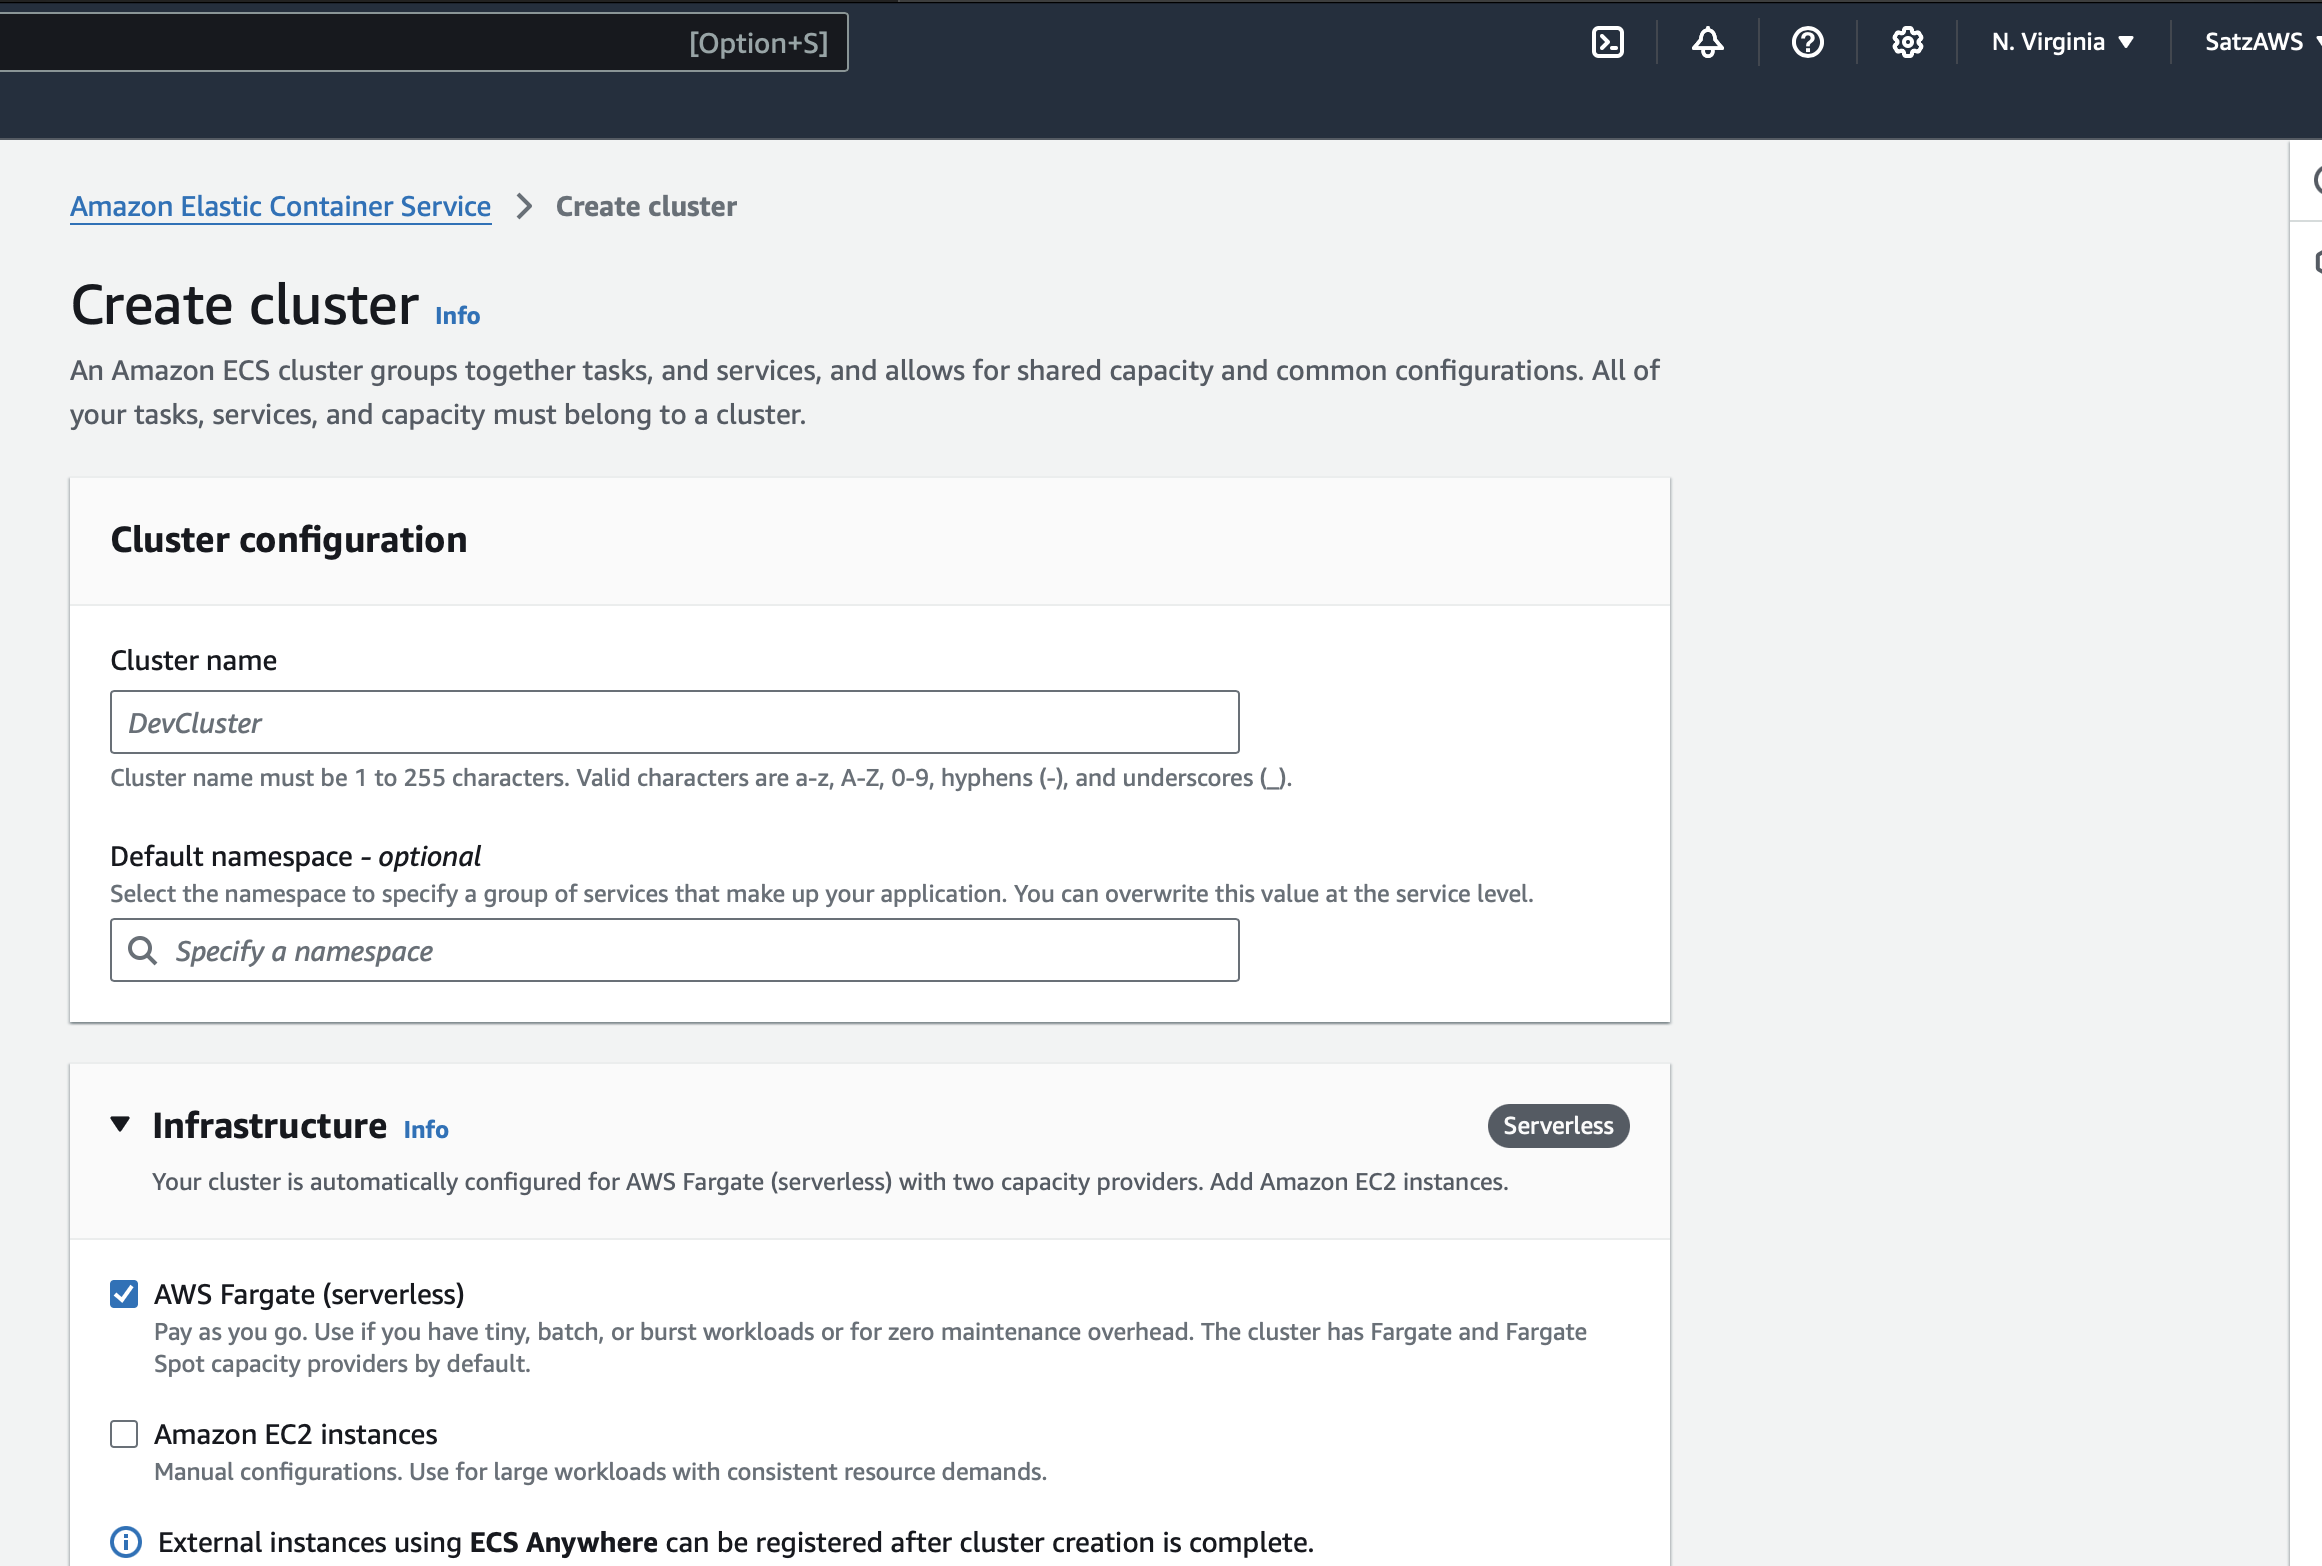 [Option+S]
N. Virginia
SatzAWS
Amazon Elastic Container Service > Create cluster
Create cluster Info
An Amazon ECS cluster groups together tasks, and services, and allows for shared capacity and common configurations. All of
your tasks, services, and capacity must belong to a cluster.
Cluster configuration
Cluster name
DevCluster
Cluster name must be 1 to 255 characters. Valid characters are a-z, A-Z, 0-9, hyphens (-), and underscores (_).
Default namespace - optional
Select the namespace to specify a group of services that make up your application. You can overwrite this value at the service level.
Specify a namespace
Infrastructure Info
Serverless
Your cluster is automatically configured for AWS Fargate (serverless) with two capacity providers. Add Amazon EC2 instances.
AWS Fargate (serverless)
Pay as you go. Use if you have tiny, batch, or burst workloads or for zero maintenance overhead. The cluster has Fargate and Fargate
Spot capacity providers by default.
Amazon EC2 instances
Manual configurations. Use for large workloads with consistent resource demands.
External instances using ECS Anywhere can be registered after cluster creation is complete.